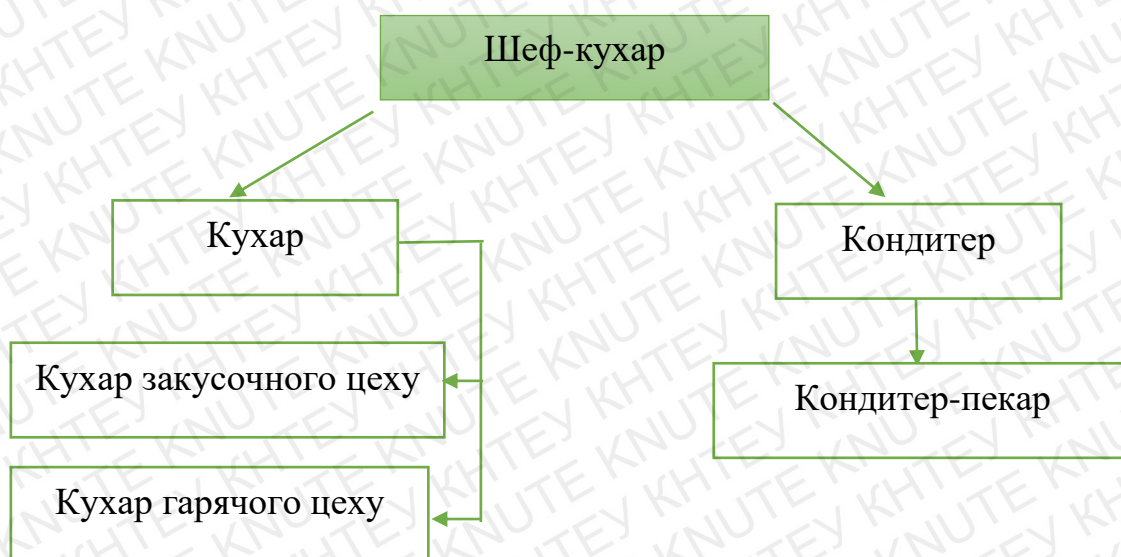 Шеф-кухар
Кухар
Кондитер
Кухар закусочного цеху
Кондитер-пекар
Кухар гарячого цеху